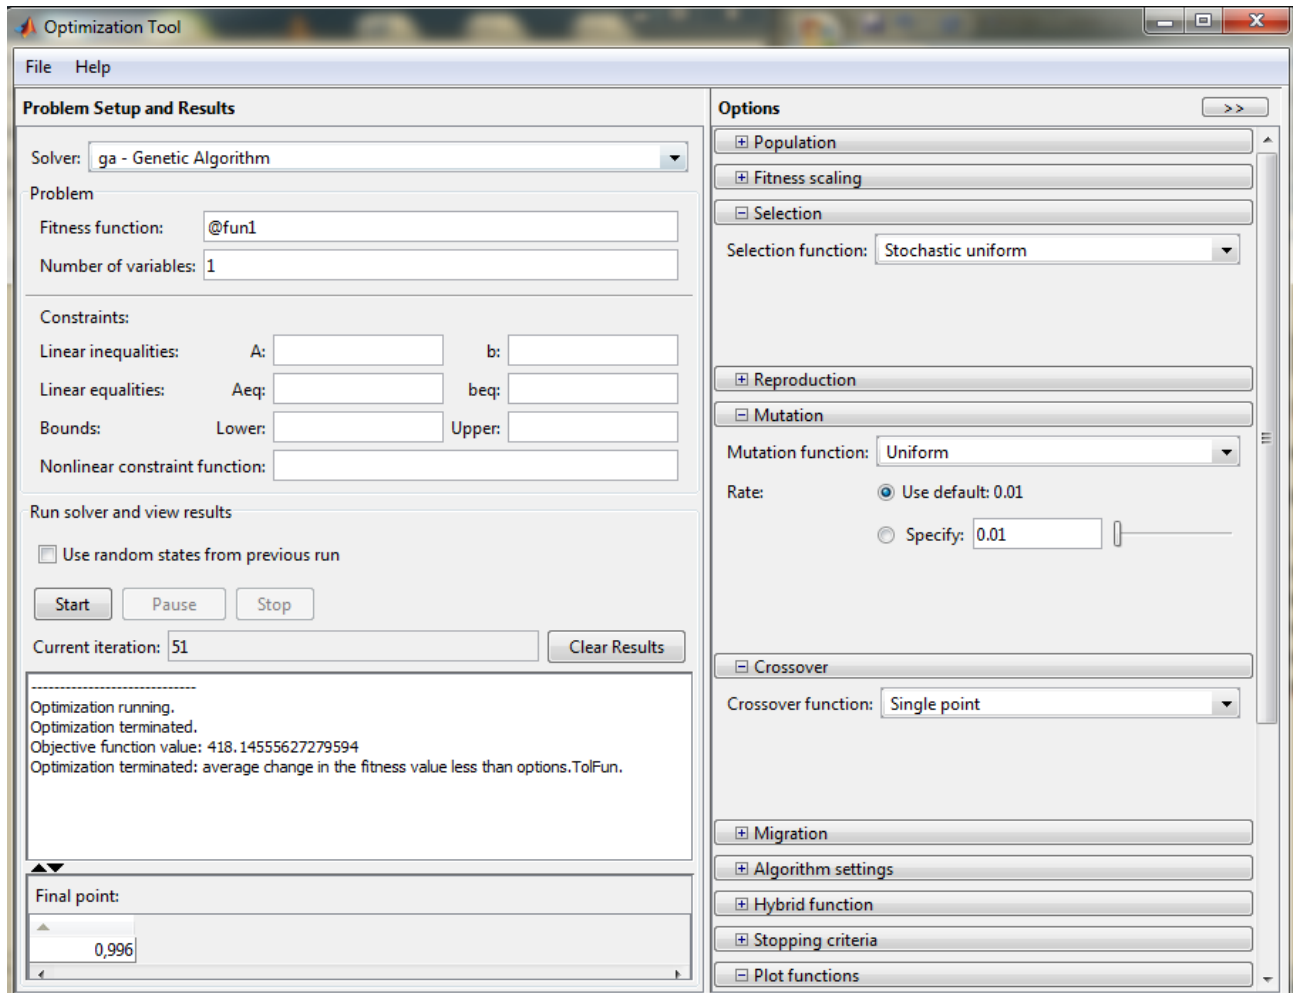 Optimization Tool
File Help
Problem Setup and Results
Solver: ga - Genetic Algorithm
Problem
Fitness function: @fun1
Number of variables: 1
Constraints:
Linear inequalities: A: b:
Linear equalities: Aeq: beq:
Bounds: Lower: Upper:
Nonlinear constraint function:
Run solver and view results
Use random states from previous run
Start Pause Stop
Current iteration: 51 Clear Results
-----------------------------
Optimization running.
Optimization terminated.
Objective function value: 418.14555627279594
Optimization terminated: average change in the fitness value less than options.TolFun.
Final point:
0,996
Options >>
Population
Fitness scaling
Selection
Selection function: Stochastic uniform
Reproduction
Mutation
Mutation function: Uniform
Rate: Use default: 0.01
Specify: 0.01
Crossover
Crossover function: Single point
Migration
Algorithm settings
Hybrid function
Stopping criteria
Plot functions